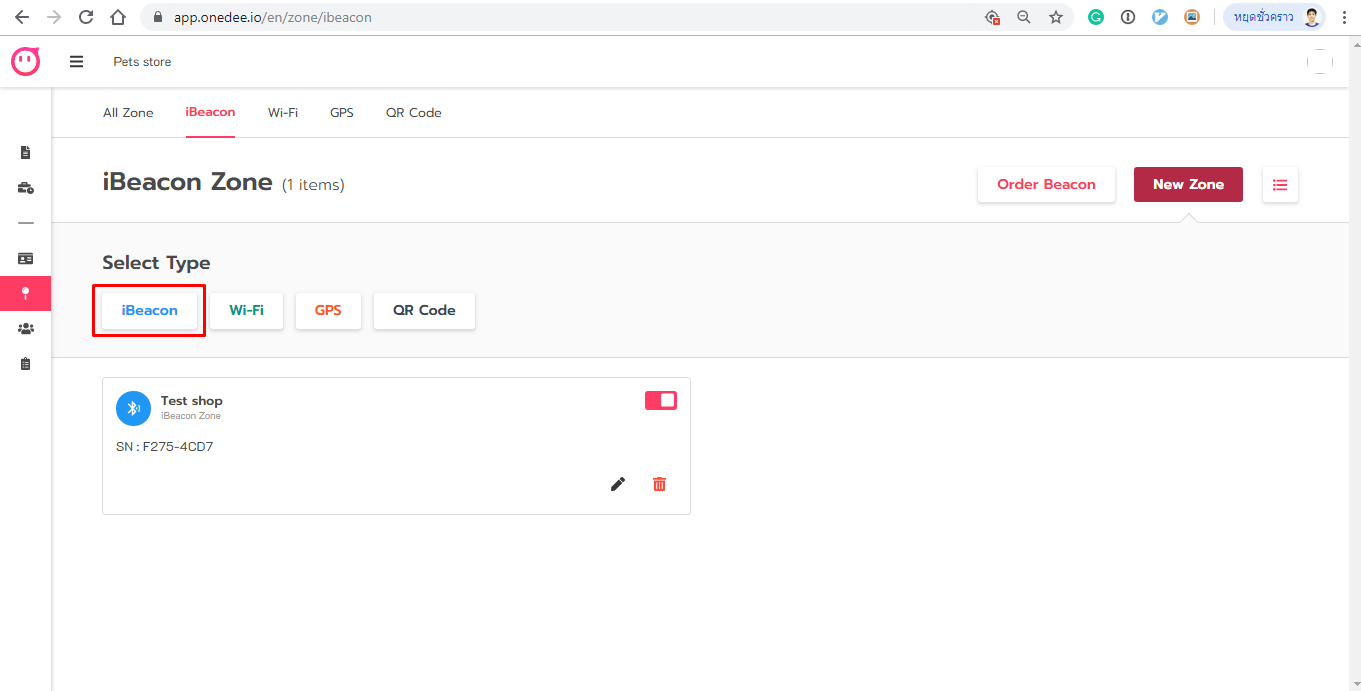 app.onedee.io/en/zone/ibeacon
หยุดชั่วคราว
Pets store
All Zone iBeacon Wi-Fi GPS QR Code
iBeacon Zone (1 items) Order Beacon New Zone
Select Type
iBeacon Wi-Fi GPS QR Code
Test shop
iBeacon Zone
SN : F275-4CD7